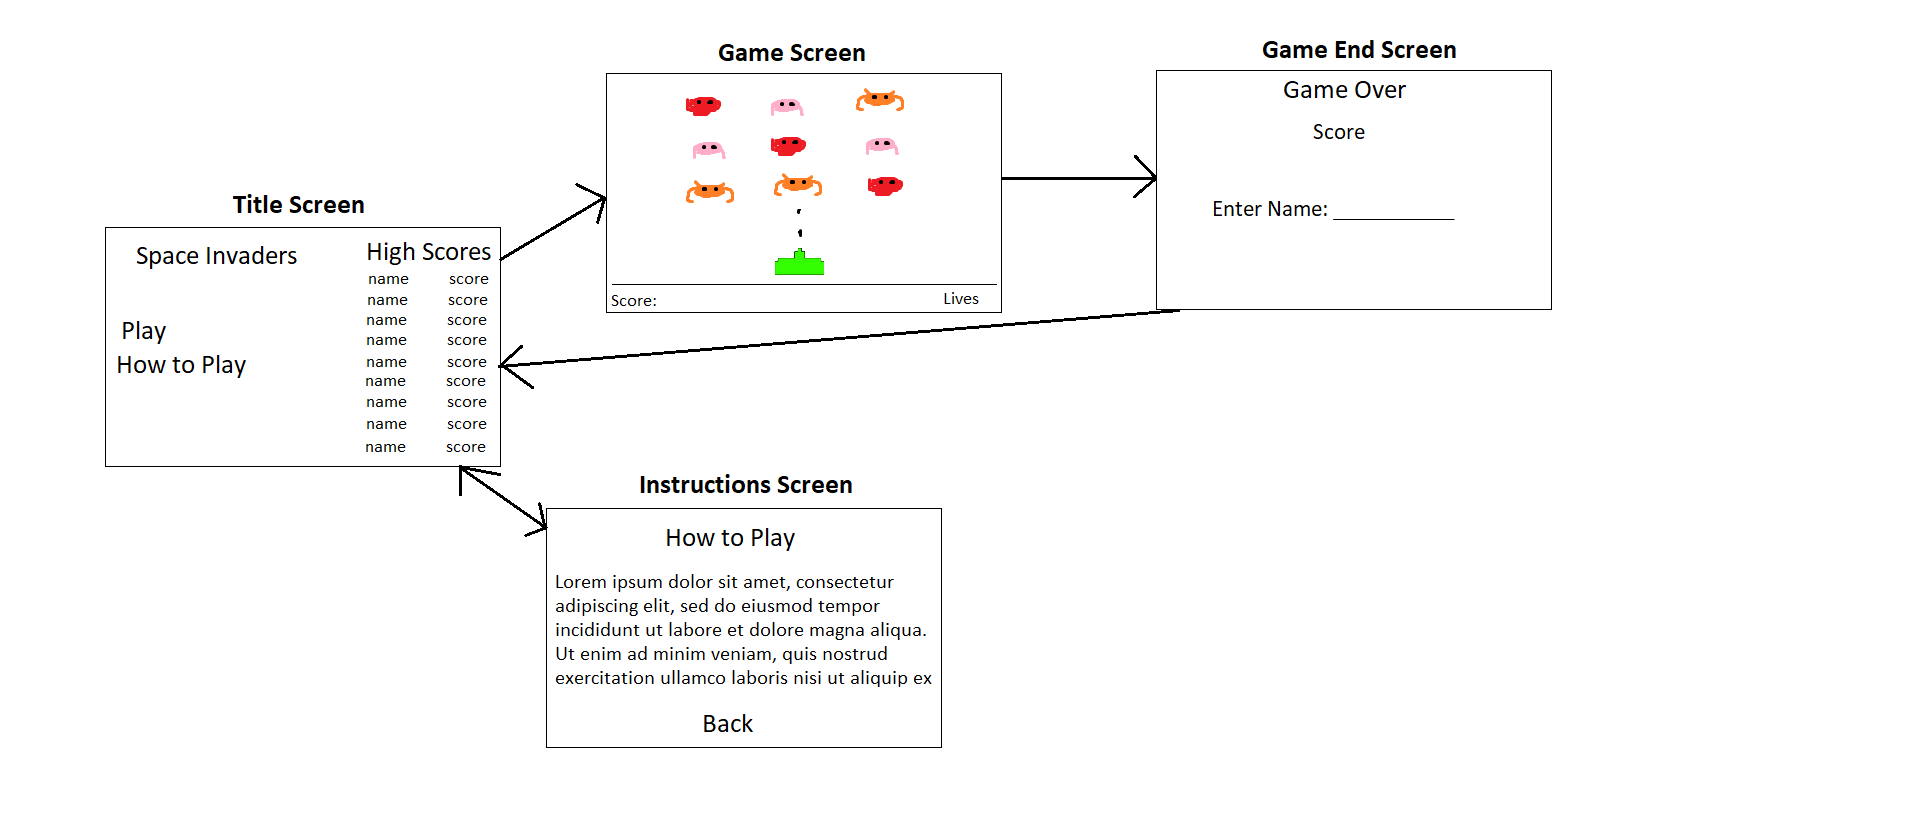 Title Screen
Space Invaders
Play
How to Play
High Scores
name score
name score
name score
name score
name score
name score
name score
name score
name score
Game Screen
Score:
Lives
Game End Screen
Game Over
Score
Enter Name: ___________
Instructions Screen
How to Play
Lorem ipsum dolor sit amet, consectetur
adipiscing elit, sed do eiusmod tempor
incididunt ut labore et dolore magna aliqua.
Ut enim ad minim veniam, quis nostrud
exercitation ullamco laboris nisi ut aliquip ex
Back